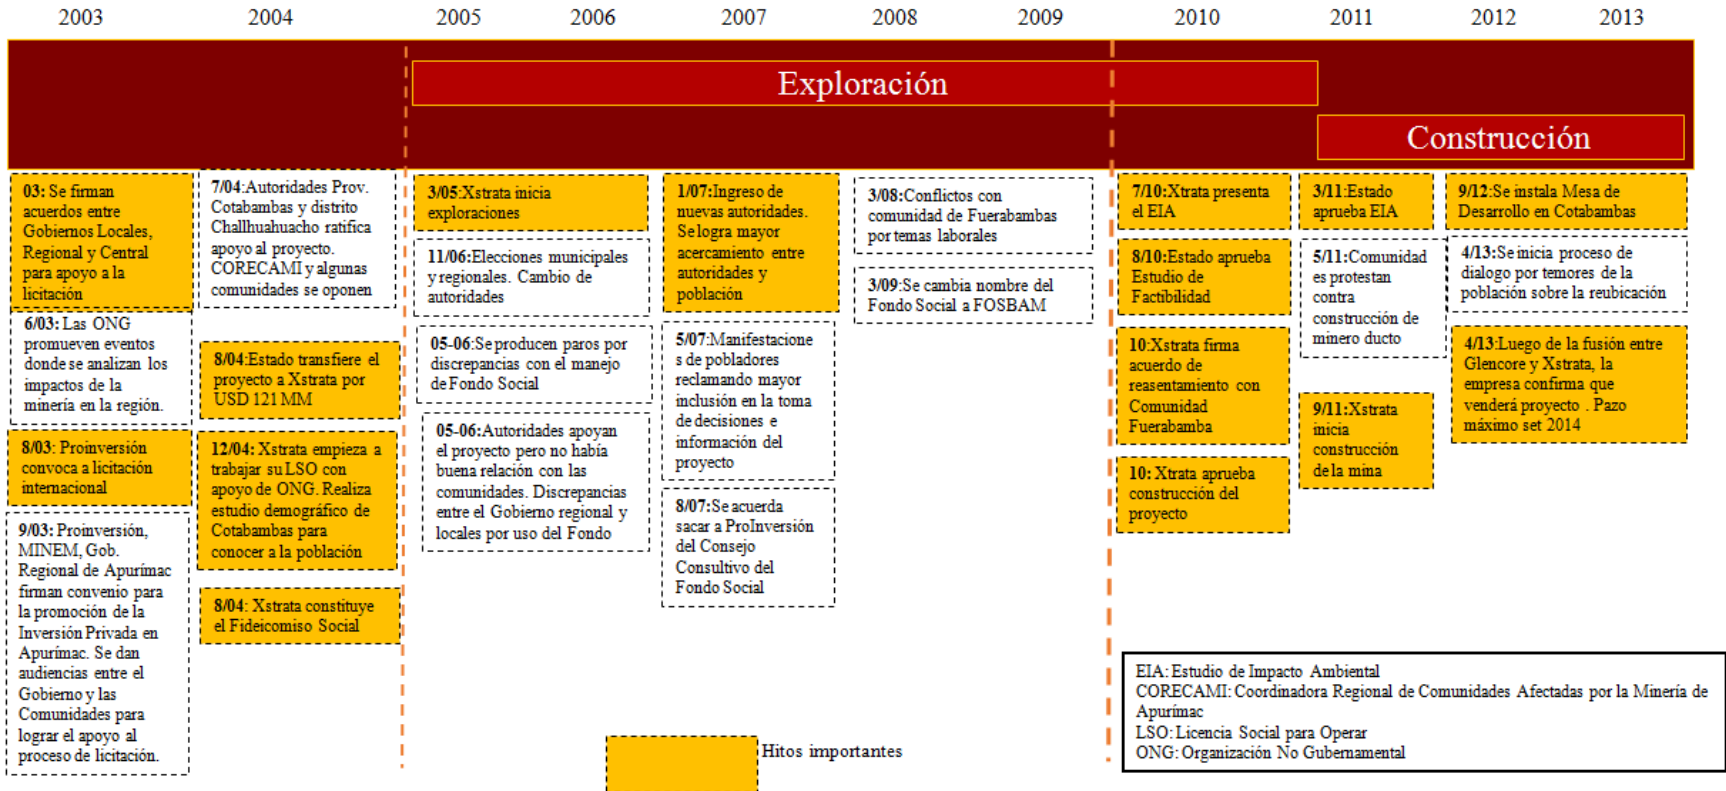 2003 2004 2005 2006 2007 2008 2009 2010 2011 2012 2013
Exploración
Construcción
03: Se firman
acuerdos entre
Gobiernos Locales,
Regional y Central
para apoyo a la
licitación
6/03: Las ONG
promueven eventos
donde se analizan los
impactos de la
minería en la región.
8/03: Proinversión
convoca a licitación
internacional
9/03: Proinversión,
MINEM, Gob.
Regional de Apurímac
firman convenio para
la promoción de la
Inversión Privada en
Apurímac. Se dan
audiencias entre el
Gobierno y las
Comunidades para
lograr el apoyo al
proceso de licitación.
7/04:Autoridades Prov.
Cotabambas y distrito
Challhuahuacho ratifica
apoyo al proyecto.
CORECAMI y algunas
comunidades se oponen
8/04:Estado transfiere el
proyecto a Xstrata por
USD 121 MM
12/04: Xstrata empieza a
trabajar su LSO con
apoyo de ONG. Realiza
estudio demográfico de
Cotabambas para
conocer a la población
8/04: Xstrata constituye
el Fideicomiso Social
3/05:Xstrata inicia
exploraciones
11/06:Elecciones municipales
y regionales. Cambio de
autoridades
05-06:Se producen paros por
discrepancias con el manejo
de Fondo Social
05-06:Autoridades apoyan
el proyecto pero no había
buena relación con las
comunidades. Discrepancias
entre el Gobierno regional y
locales por uso del Fondo
1/07:Ingreso de
nuevas autoridades.
Se logra mayor
acercamiento entre
autoridades y
población
5/07:Manifestacione
s de pobladores
reclamando mayor
inclusión en la toma
de decisiones e
información del
proyecto
8/07:Se acuerda
sacar a ProInversión
del Consejo
Consultivo del
Fondo Social
3/08:Conflictos con
comunidad de Fuerabambas
por temas laborales
3/09:Se cambia nombre del
Fondo Social a FOSBAM
7/10:Xtrata presenta
el EIA
8/10:Estado aprueba
Estudio de
Factibilidad
10:Xstrata firma
acuerdo de
reasentamiento con
Comunidad
Fuerabamba
10: Xtrata aprueba
construcción del
proyecto
3/11:Estado
aprueba EIA
5/11:Comunidad
es protestan
contra
construcción de
minero ducto
9/11:Xstrata
inicia
construcción
de la mina
9/12:Se instala Mesa de
Desarrollo en Cotabambas
4/13:Se inicia proceso de
dialogo por temores de la
población sobre la reubicación
4/13:Luego de la fusión entre
Glencore y Xstrata, la
empresa confirma que
venderá proyecto . Pazo
máximo set 2014
EIA: Estudio de Impacto Ambiental
CORECAMI: Coordinadora Regional de Comunidades Afectadas por la Minería de
Apurímac
LSO: Licencia Social para Operar
ONG: Organización No Gubernamental
Hitos importantes